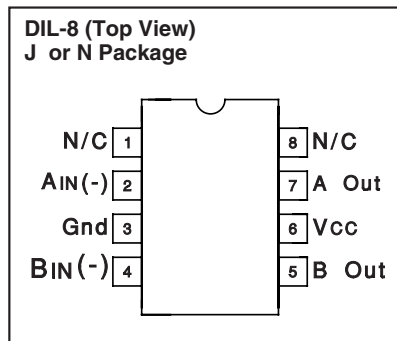 DIL-8 (Top View)
J or N Package
N/C 1 8 N/C
AIN(-) 2 7 A Out
Gnd 3 6 VCC
BIN(-) 4 5 B Out